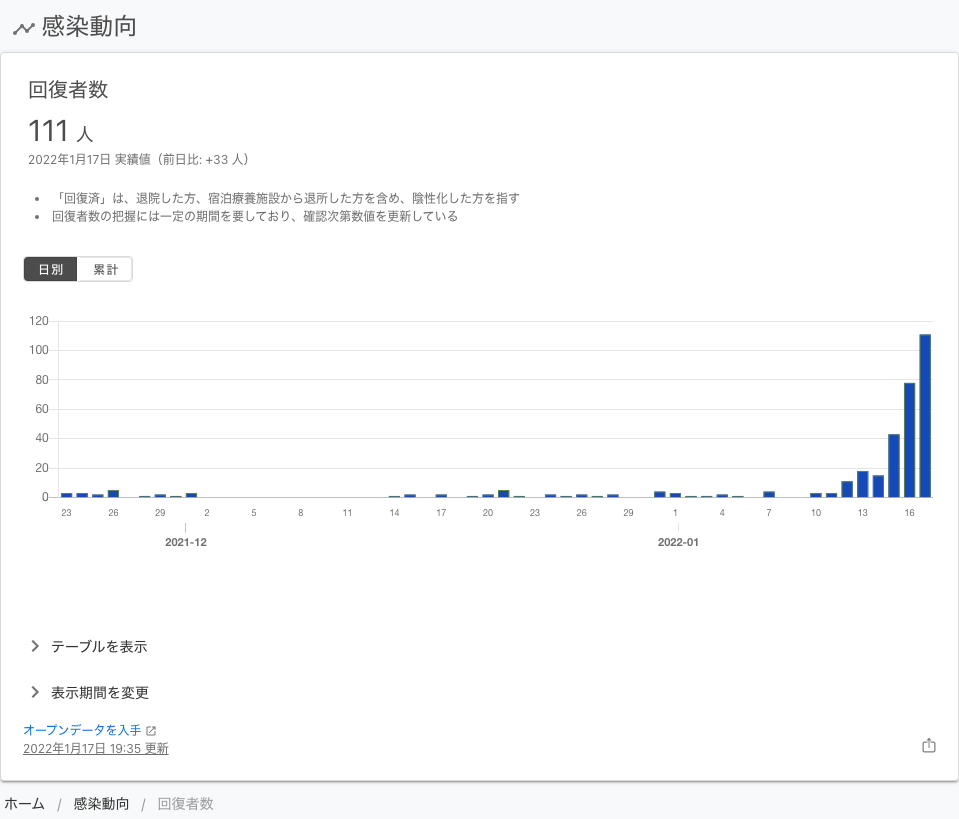 感染動向
回復者数
111 人
2022年1月17日 実績値（前日比: +33 人）
• 「回復済」は、退院した方、宿泊療養施設から退所した方を含め、陰性化した方を指す
• 回復者数の把握には一定の期間を要しており、確認次第数値を更新している
日別 累計
120
100
80
60
40
20
0
23 26 29 2 5 8 11 14 17 20 23 26 29 1 4 7 10 13 16
2021-12 2022-01
テーブルを表示
表示期間を変更
オープンデータを入手
2022年1月17日 19:35 更新
ホーム / 感染動向 / 回復者数